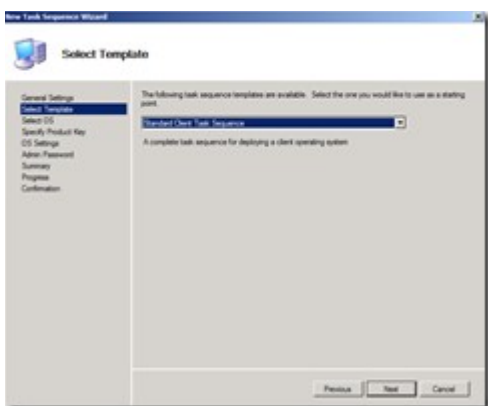 New Task Sequence Wizard
Select Template
General Settings
Select Template
Select OS
Specify Product Key
OS Settings
Admin Password
Summary
Progress
Confirmation
The following task sequence templates are available. Select the one you would like to use as a starting
point.
Standard Client Task Sequence
A complete task sequence for deploying a client operating system
Previous
Next
Cancel